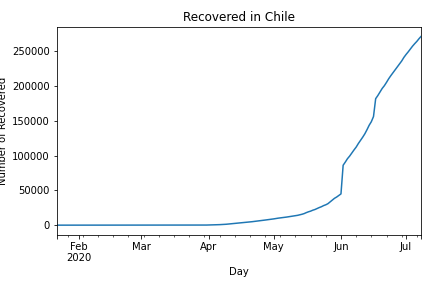 Recovered in Chile
250000
200000
150000
100000
50000
0
Number of Recovered
Feb
2020
Mar
Apr
May
Jun
Jul
Day